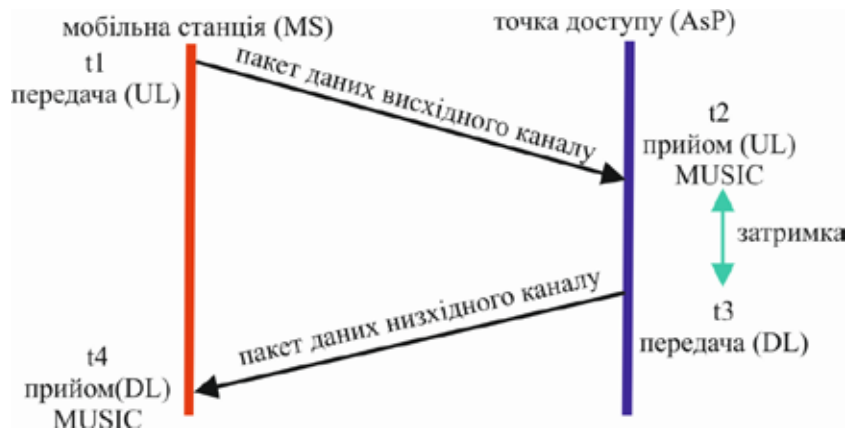 мобільна станція (MS)
точка доступу (AsP)
t1
передача (UL)
пакет даних висхідного каналу
t2
прийом (UL)
MUSIC
затримка
пакет даних низхідного каналу
t3
передача (DL)
t4
прийом(DL)
MUSIC